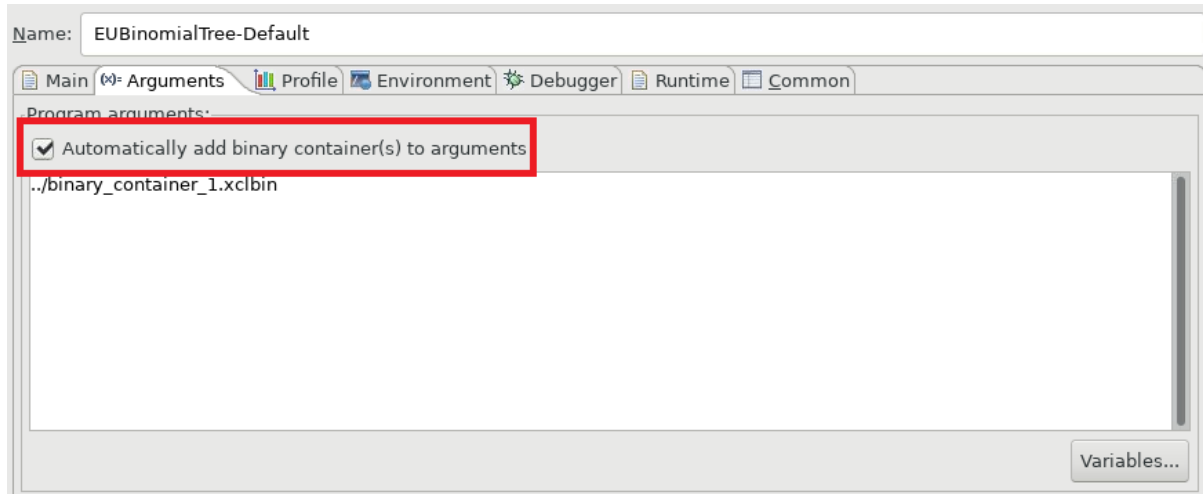 Name: EUBinomialTree-Default
Main (x)= Arguments Profile Environment Debugger Runtime Common
Program arguments:
Automatically add binary container(s) to arguments
../binary_container_1.xclbin
Variables...